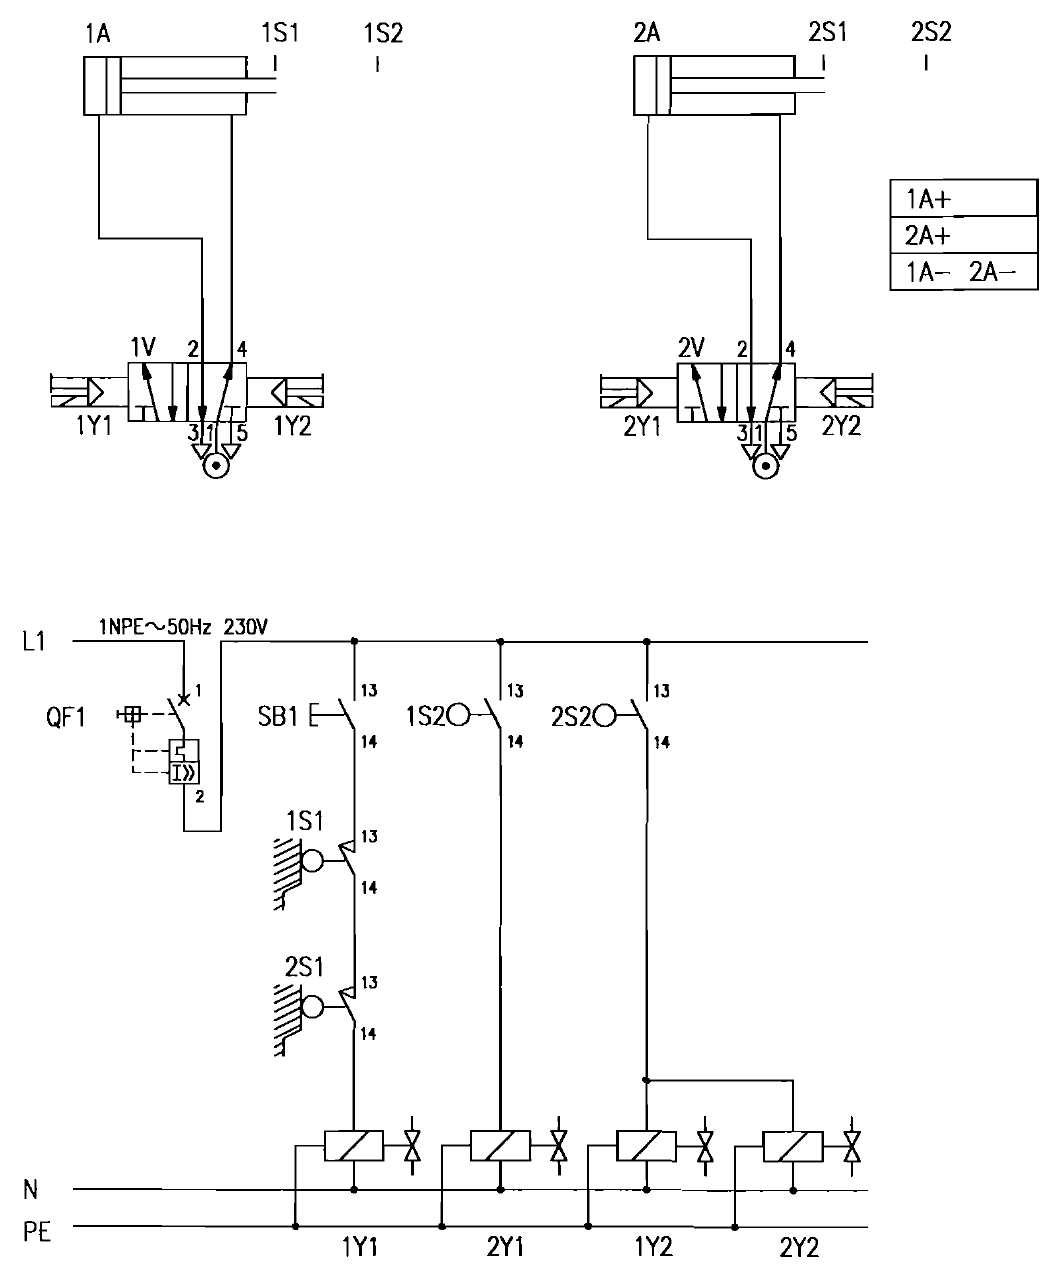 1A 1S1 1S2 2A 2S1 2S2
1A+
2A+
1A- 2A-
1V 2 4 2V 2 4
1Y1 3 1 5 1Y2 2Y1 3 1 5 2Y2
1NPE~50Hz 230V
L1
1 13 13 13
QF1 SB1 1S2 2S2
14 14 14
I>>
2
1S1 13
14
2S1 13
14
N
PE
1Y1 2Y1 1Y2 2Y2